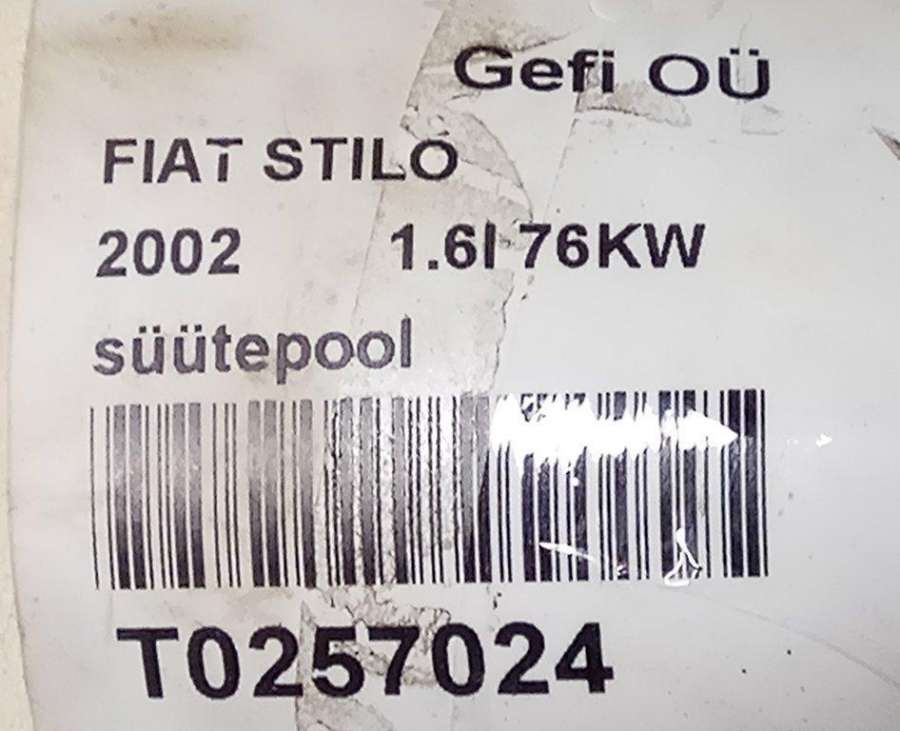 Gefi OÜ
FIAT STILO
2002 1.6l 76KW
süütepool
T0257024